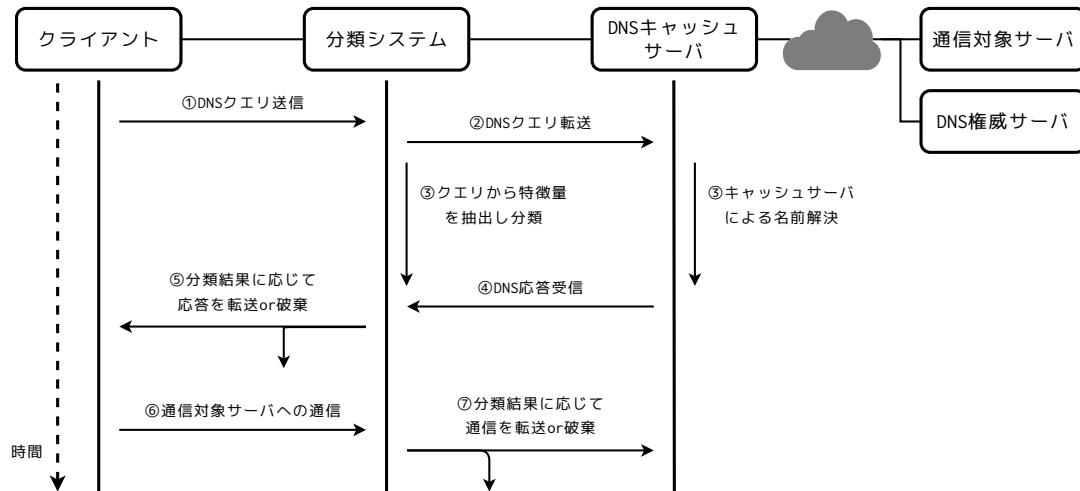 クライアント
分類システム
DNSキャッシュ
サーバ
通信対象サーバ
DNS権威サーバ
①DNSクエリ送信
②DNSクエリ転送
③クエリから特徴量
を抽出し分類
③キャッシュサーバ
による名前解決
④DNS応答受信
⑤分類結果に応じて
応答を転送or破棄
⑥通信対象サーバへの通信
⑦分類結果に応じて
通信を転送or破棄
時間